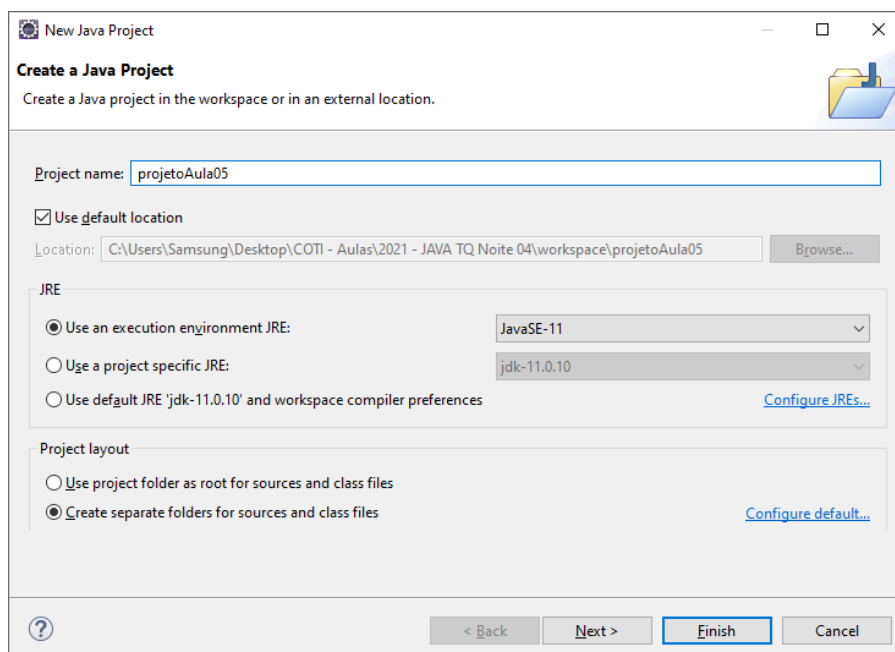 New Java Project
Create a Java Project
Create a Java project in the workspace or in an external location.
Project name: projetoAula05
Use default location
Location: C:\Users\Samsung\Desktop\COTI - Aulas\2021 - JAVA TQ Noite 04\workspace\projetoAula05 Browse...
JRE
Use an execution environment JRE: JavaSE-11
Use a project specific JRE: jdk-11.0.10
Use default JRE 'jdk-11.0.10' and workspace compiler preferences Configure JREs...
Project layout
Use project folder as root for sources and class files
Create separate folders for sources and class files Configure default...
? < Back Next > Finish Cancel